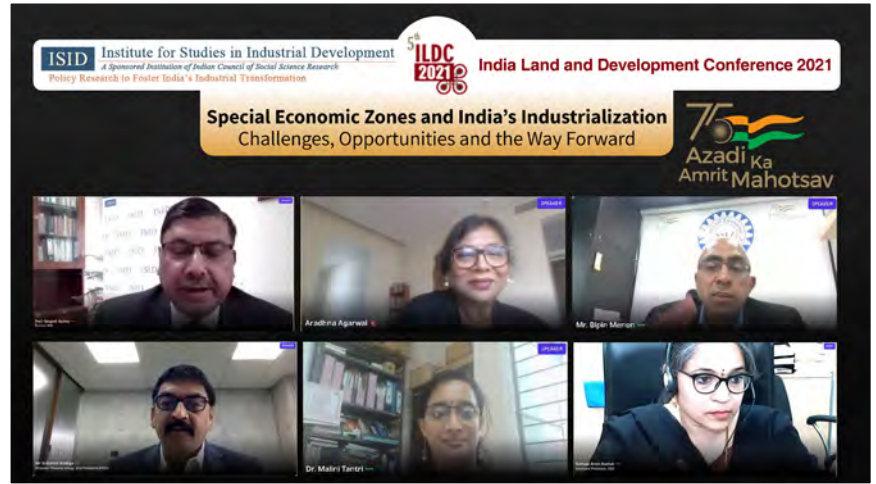 ISID
Institute for Studies in Industrial Development
A Sponsored Institution of Indian Council of Social Science Research
Policy Research to Foster India's Industrial Transformation
5th
ILDC
2021
India Land and Development Conference 2021
Special Economic Zones and India's Industrialization
Challenges, Opportunities and the Way Forward
75
Azadi Ka
Amrit Mahotsav
ISID
SPEAKER
SPEAKER
Aradhna Agarwal
Mr. Bipin Menon
SPEAKER
Dr. Malini Tantri